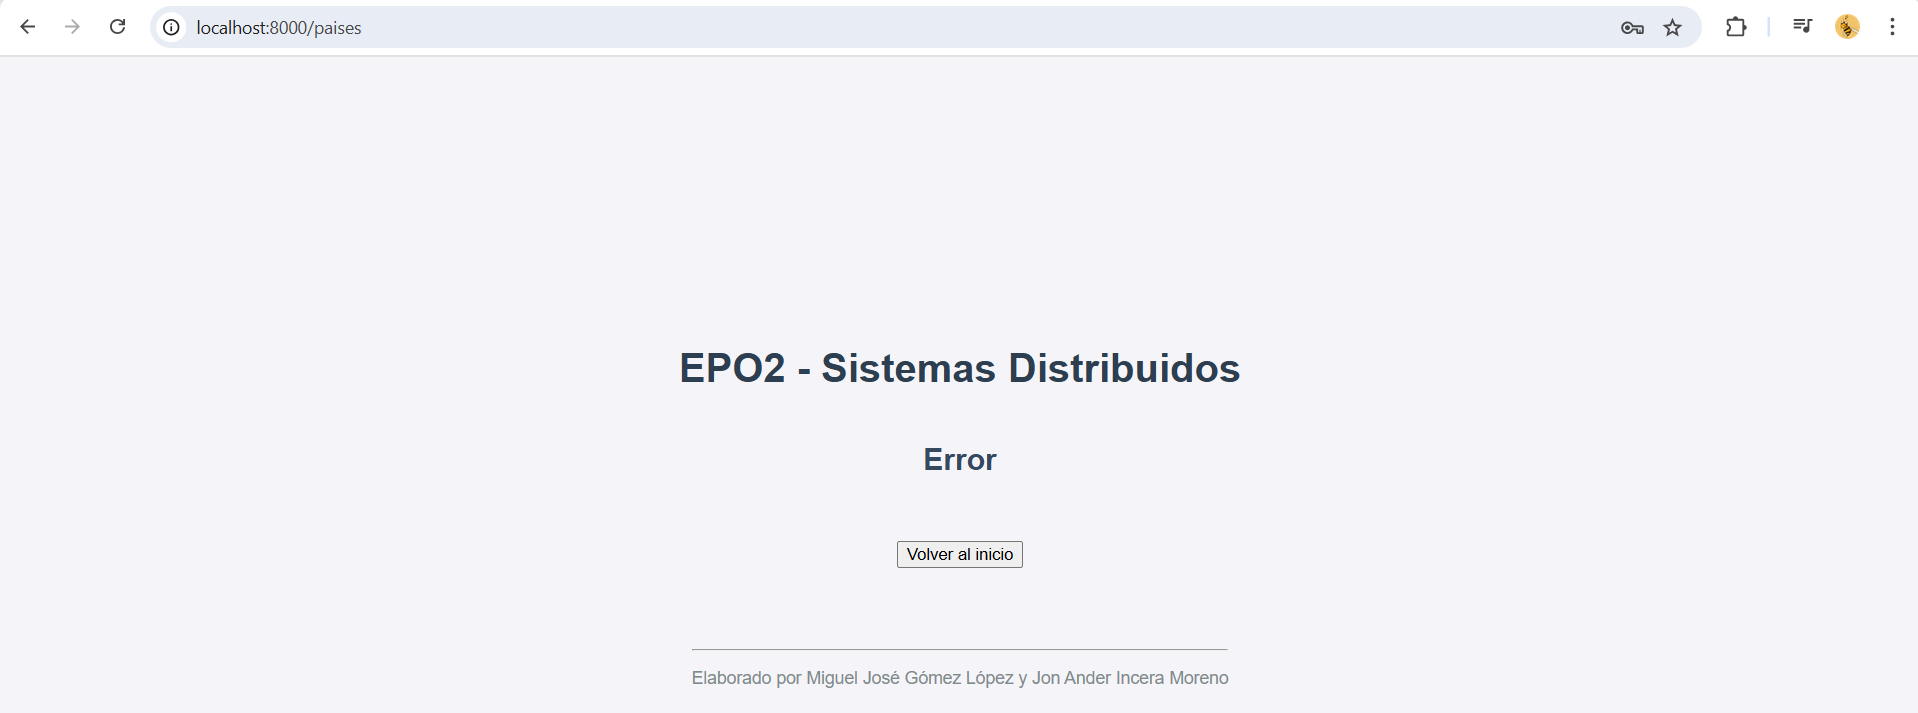 localhost:8000/paises
EPO2 - Sistemas Distribuidos
Error
Volver al inicio
Elaborado por Miguel José Gómez López y Jon Ander Incera Moreno